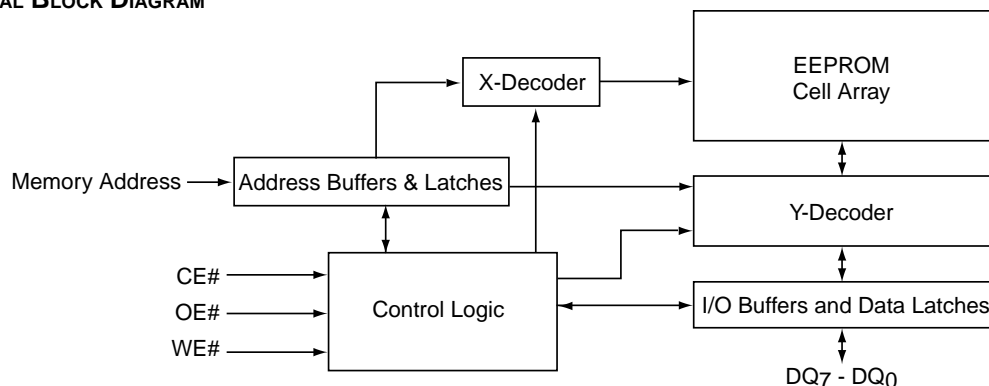 BLOCK DIAGRAM
EEPROM
Cell Array
X-Decoder
Memory Address
Address Buffers & Latches
Y-Decoder
CE#
OE#
WE#
Control Logic
I/O Buffers and Data Latches
DQ7 - DQ0